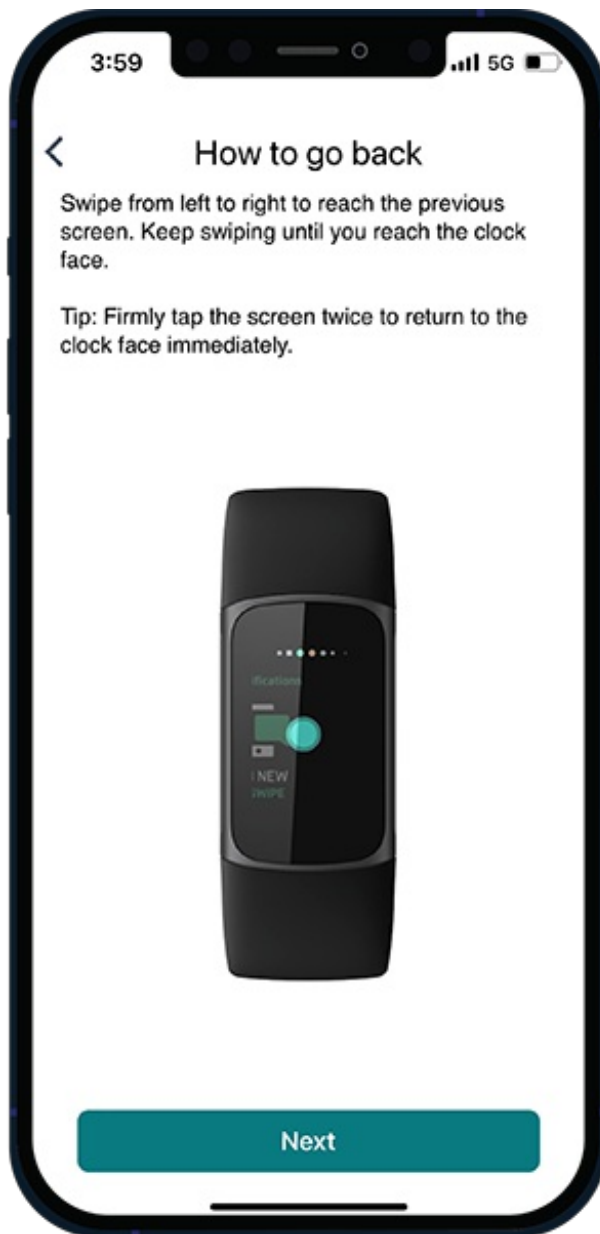 3:59
5G
How to go back
Swipe from left to right to reach the previous
screen. Keep swiping until you reach the clock
face.
Tip: Firmly tap the screen twice to return to the
clock face immediately.
ifications
NEW
SWIPE
Next